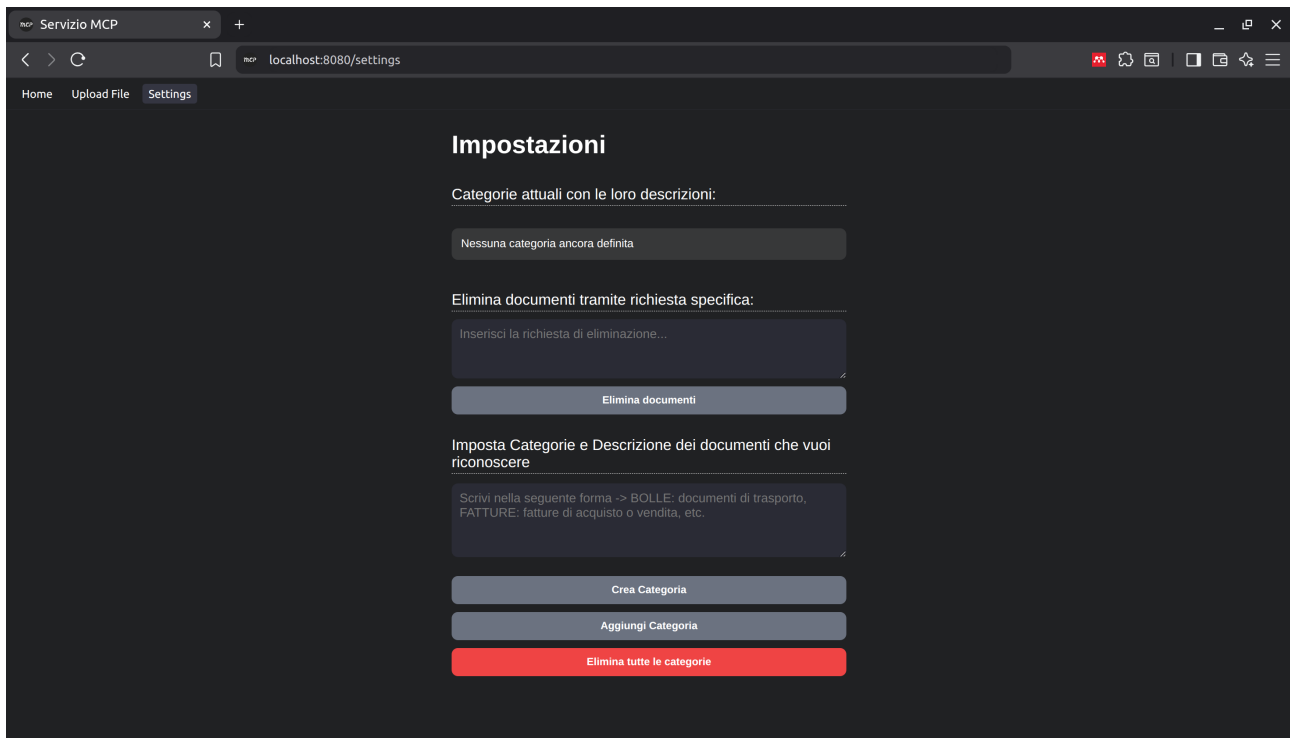 mcp Servizio MCP
mcp localhost:8080/settings
Home Upload File Settings
Impostazioni
Categorie attuali con le loro descrizioni:
Nessuna categoria ancora definita
Elimina documenti tramite richiesta specifica:
Inserisci la richiesta di eliminazione...
Elimina documenti
Imposta Categorie e Descrizione dei documenti che vuoi
riconoscere
Scrivi nella seguente forma -> BOLLE: documenti di trasporto,
FATTURE: fatture di acquisto o vendita, etc.
Crea Categoria
Aggiungi Categoria
Elimina tutte le categorie